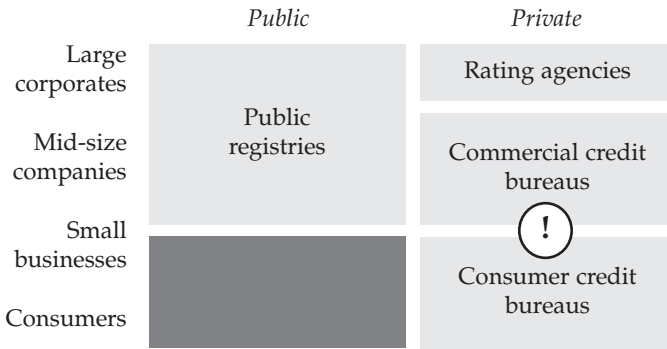 Public
Private
Large
corporates
Rating agencies
Public
registries
Mid-size
companies
Commercial credit
bureaus
Small
businesses
!
Consumer credit
bureaus
Consumers